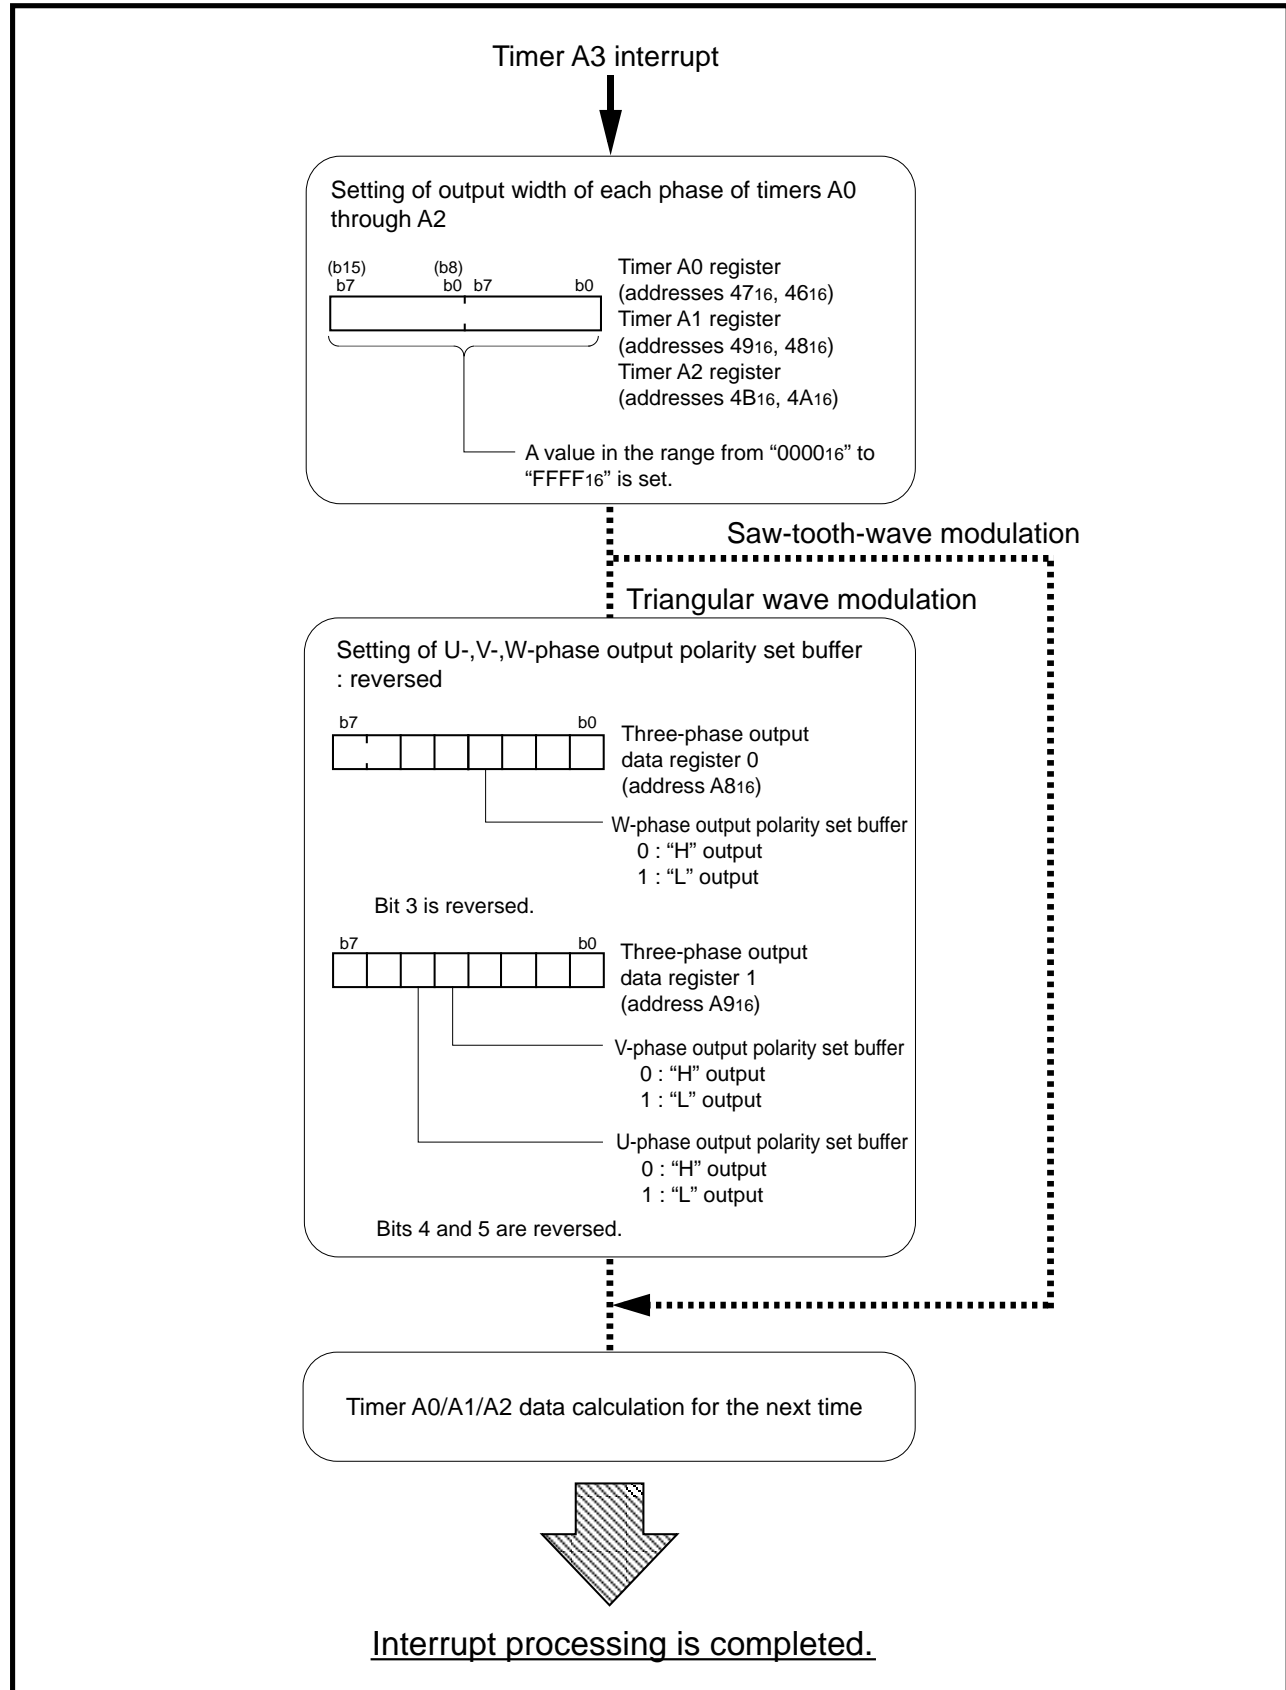 Timer A3 interrupt
Setting of output width of each phase of timers A0
through A2
(b15) (b8)
b7 b0 b7 b0
Timer A0 register
(addresses 4716, 4616)
Timer A1 register
(addresses 4916, 4816)
Timer A2 register
(addresses 4B16, 4A16)
A value in the range from “000016” to
“FFFF16” is set.
Saw-tooth-wave modulation
Triangular wave modulation
Setting of U-,V-,W-phase output polarity set buffer
: reversed
b7 b0
Three-phase output
data register 0
(address A816)
W-phase output polarity set buffer
0 : “H” output
1 : “L” output
Bit 3 is reversed.
b7 b0
Three-phase output
data register 1
(address A916)
V-phase output polarity set buffer
0 : “H” output
1 : “L” output
U-phase output polarity set buffer
0 : “H” output
1 : “L” output
Bits 4 and 5 are reversed.
Timer A0/A1/A2 data calculation for the next time
Interrupt processing is completed.